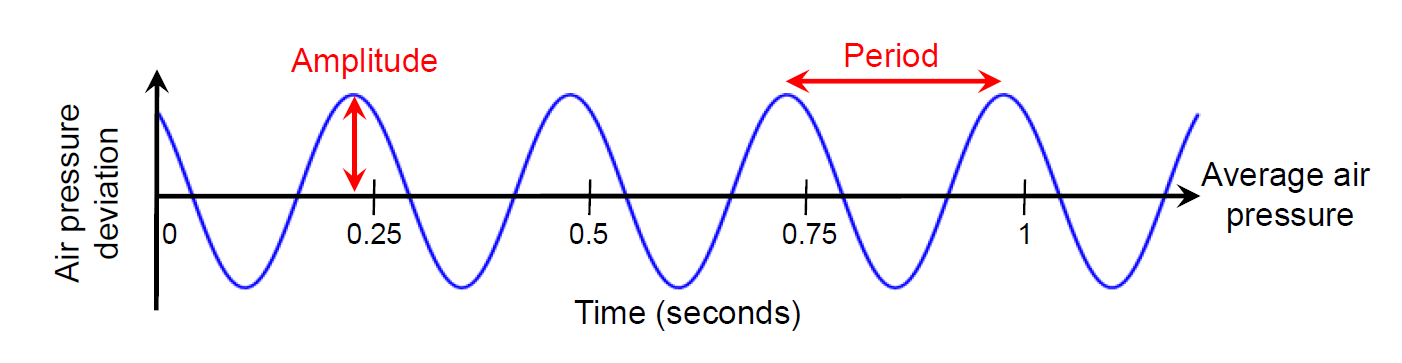 Amplitude
Period
Air pressure
deviation
Average air
pressure
0
0.25
0.5
0.75
1
Time (seconds)